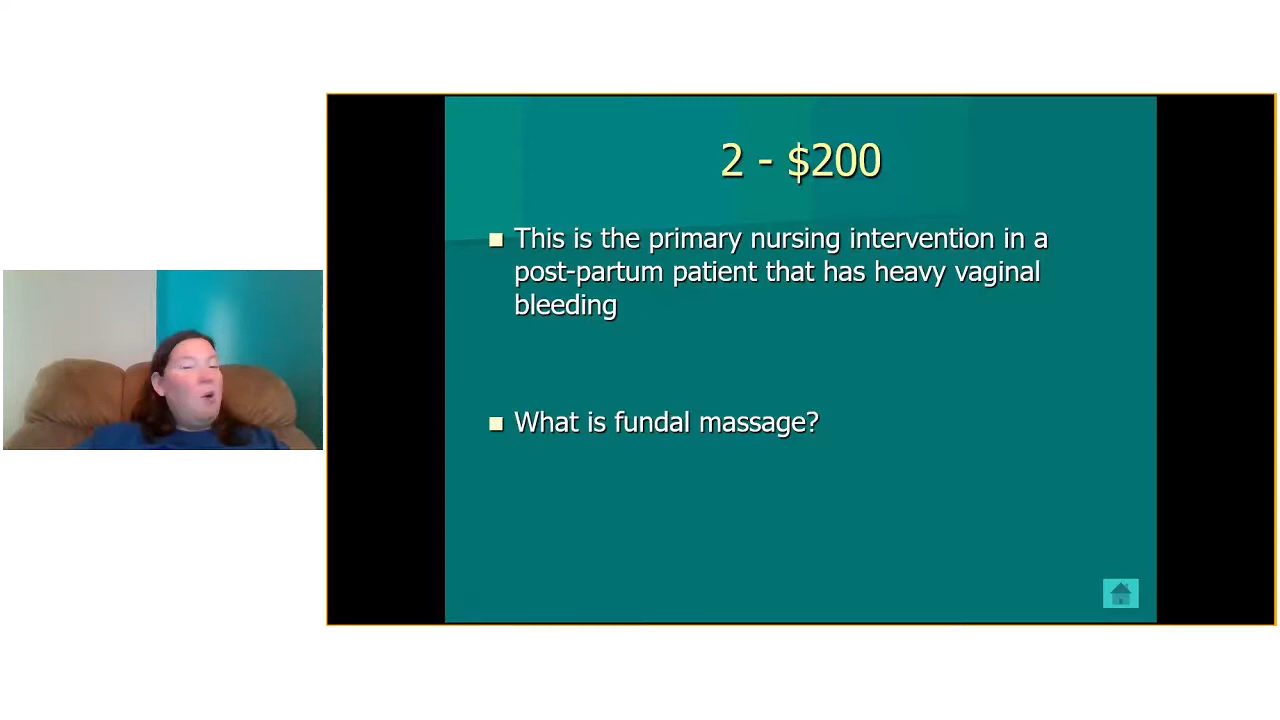 2 - $200
This is the primary nursing intervention in a
post-partum patient that has heavy vaginal
bleeding
What is fundal massage?